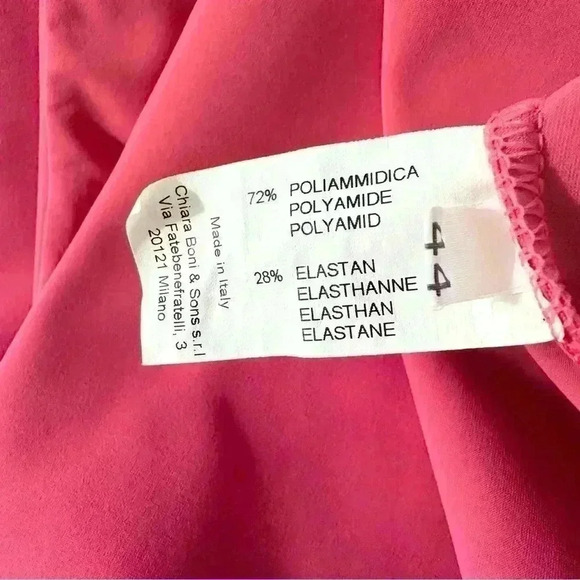 72% POLIAMMIDICA
POLYAMIDE
POLYAMID
28% ELASTAN
ELASTHANNE
ELASTHAN
ELASTANE
44
Made in Italy
Chiara Boni & Sons s.r.l
Via Fatebenefratelli, 3
20121 Milano